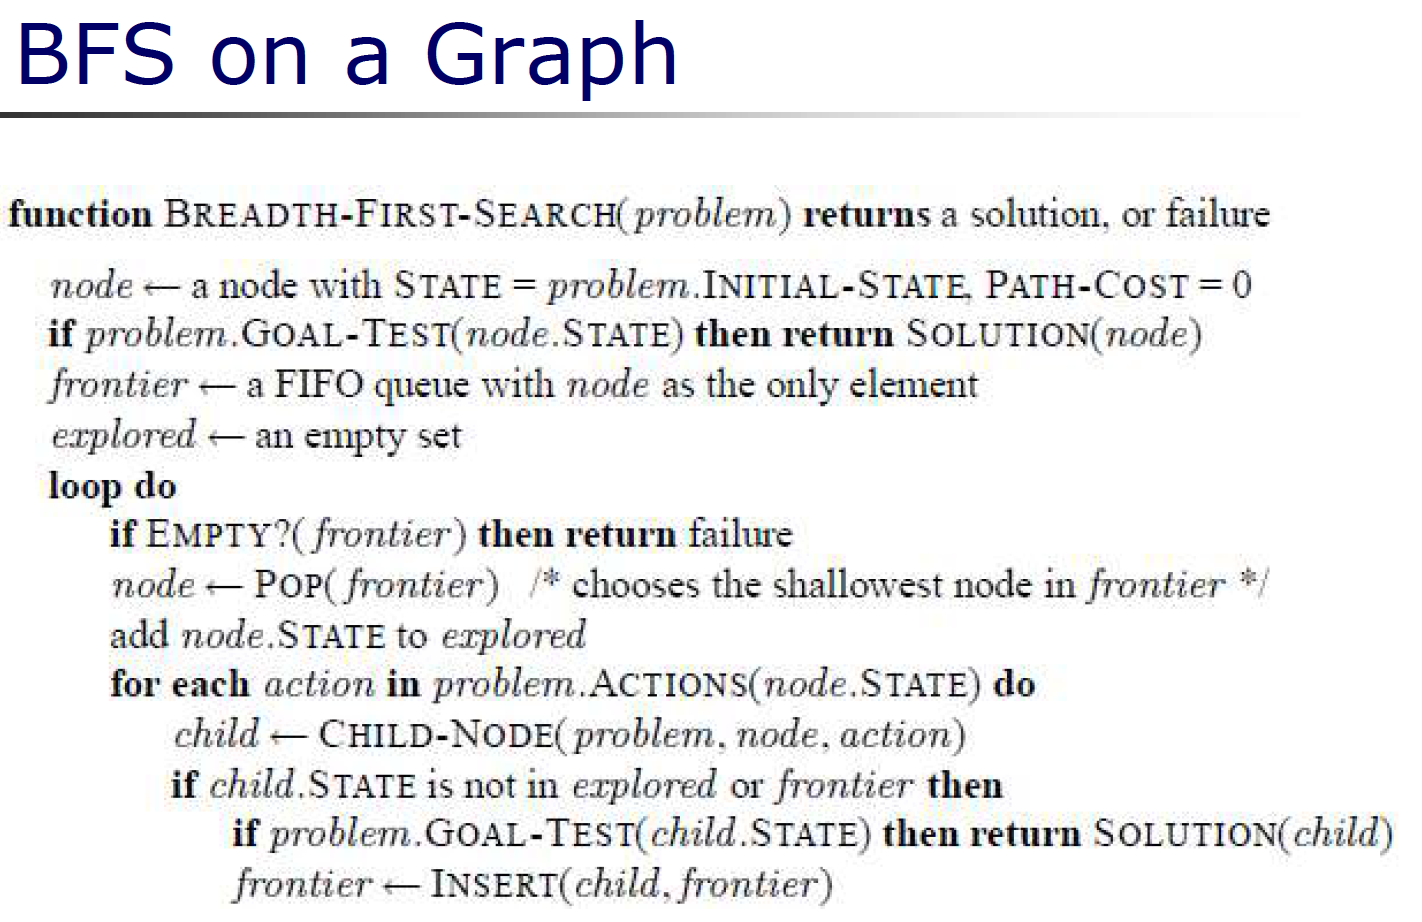 BFS on a Graph
function BREADTH-FIRST-SEARCH(problem) returns a solution, or failure
node ← a node with STATE = problem.INITIAL-STATE, PATH-COST = 0
if problem.GOAL-TEST(node.STATE) then return SOLUTION(node)
frontier ← a FIFO queue with node as the only element
explored ← an empty set
loop do
if EMPTY?(frontier) then return failure
node ← POP(frontier) /* chooses the shallowest node in frontier */
add node.STATE to explored
for each action in problem.ACTIONS(node.STATE) do
child ← CHILD-NODE(problem, node, action)
if child.STATE is not in explored or frontier then
if problem.GOAL-TEST(child.STATE) then return SOLUTION(child)
frontier ← INSERT(child, frontier)